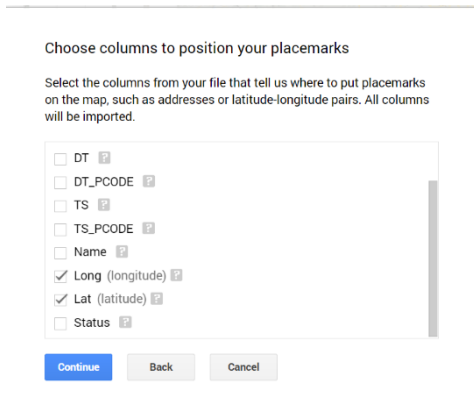 Choose columns to position your placemarks
Select the columns from your file that tell us where to put placemarks
on the map, such as addresses or latitude-longitude pairs. All columns
will be imported.
DT ?
DT_PCODE ?
TS ?
TS_PCODE ?
Name ?
Long (longitude) ?
Lat (latitude) ?
Status ?
Continue Back Cancel